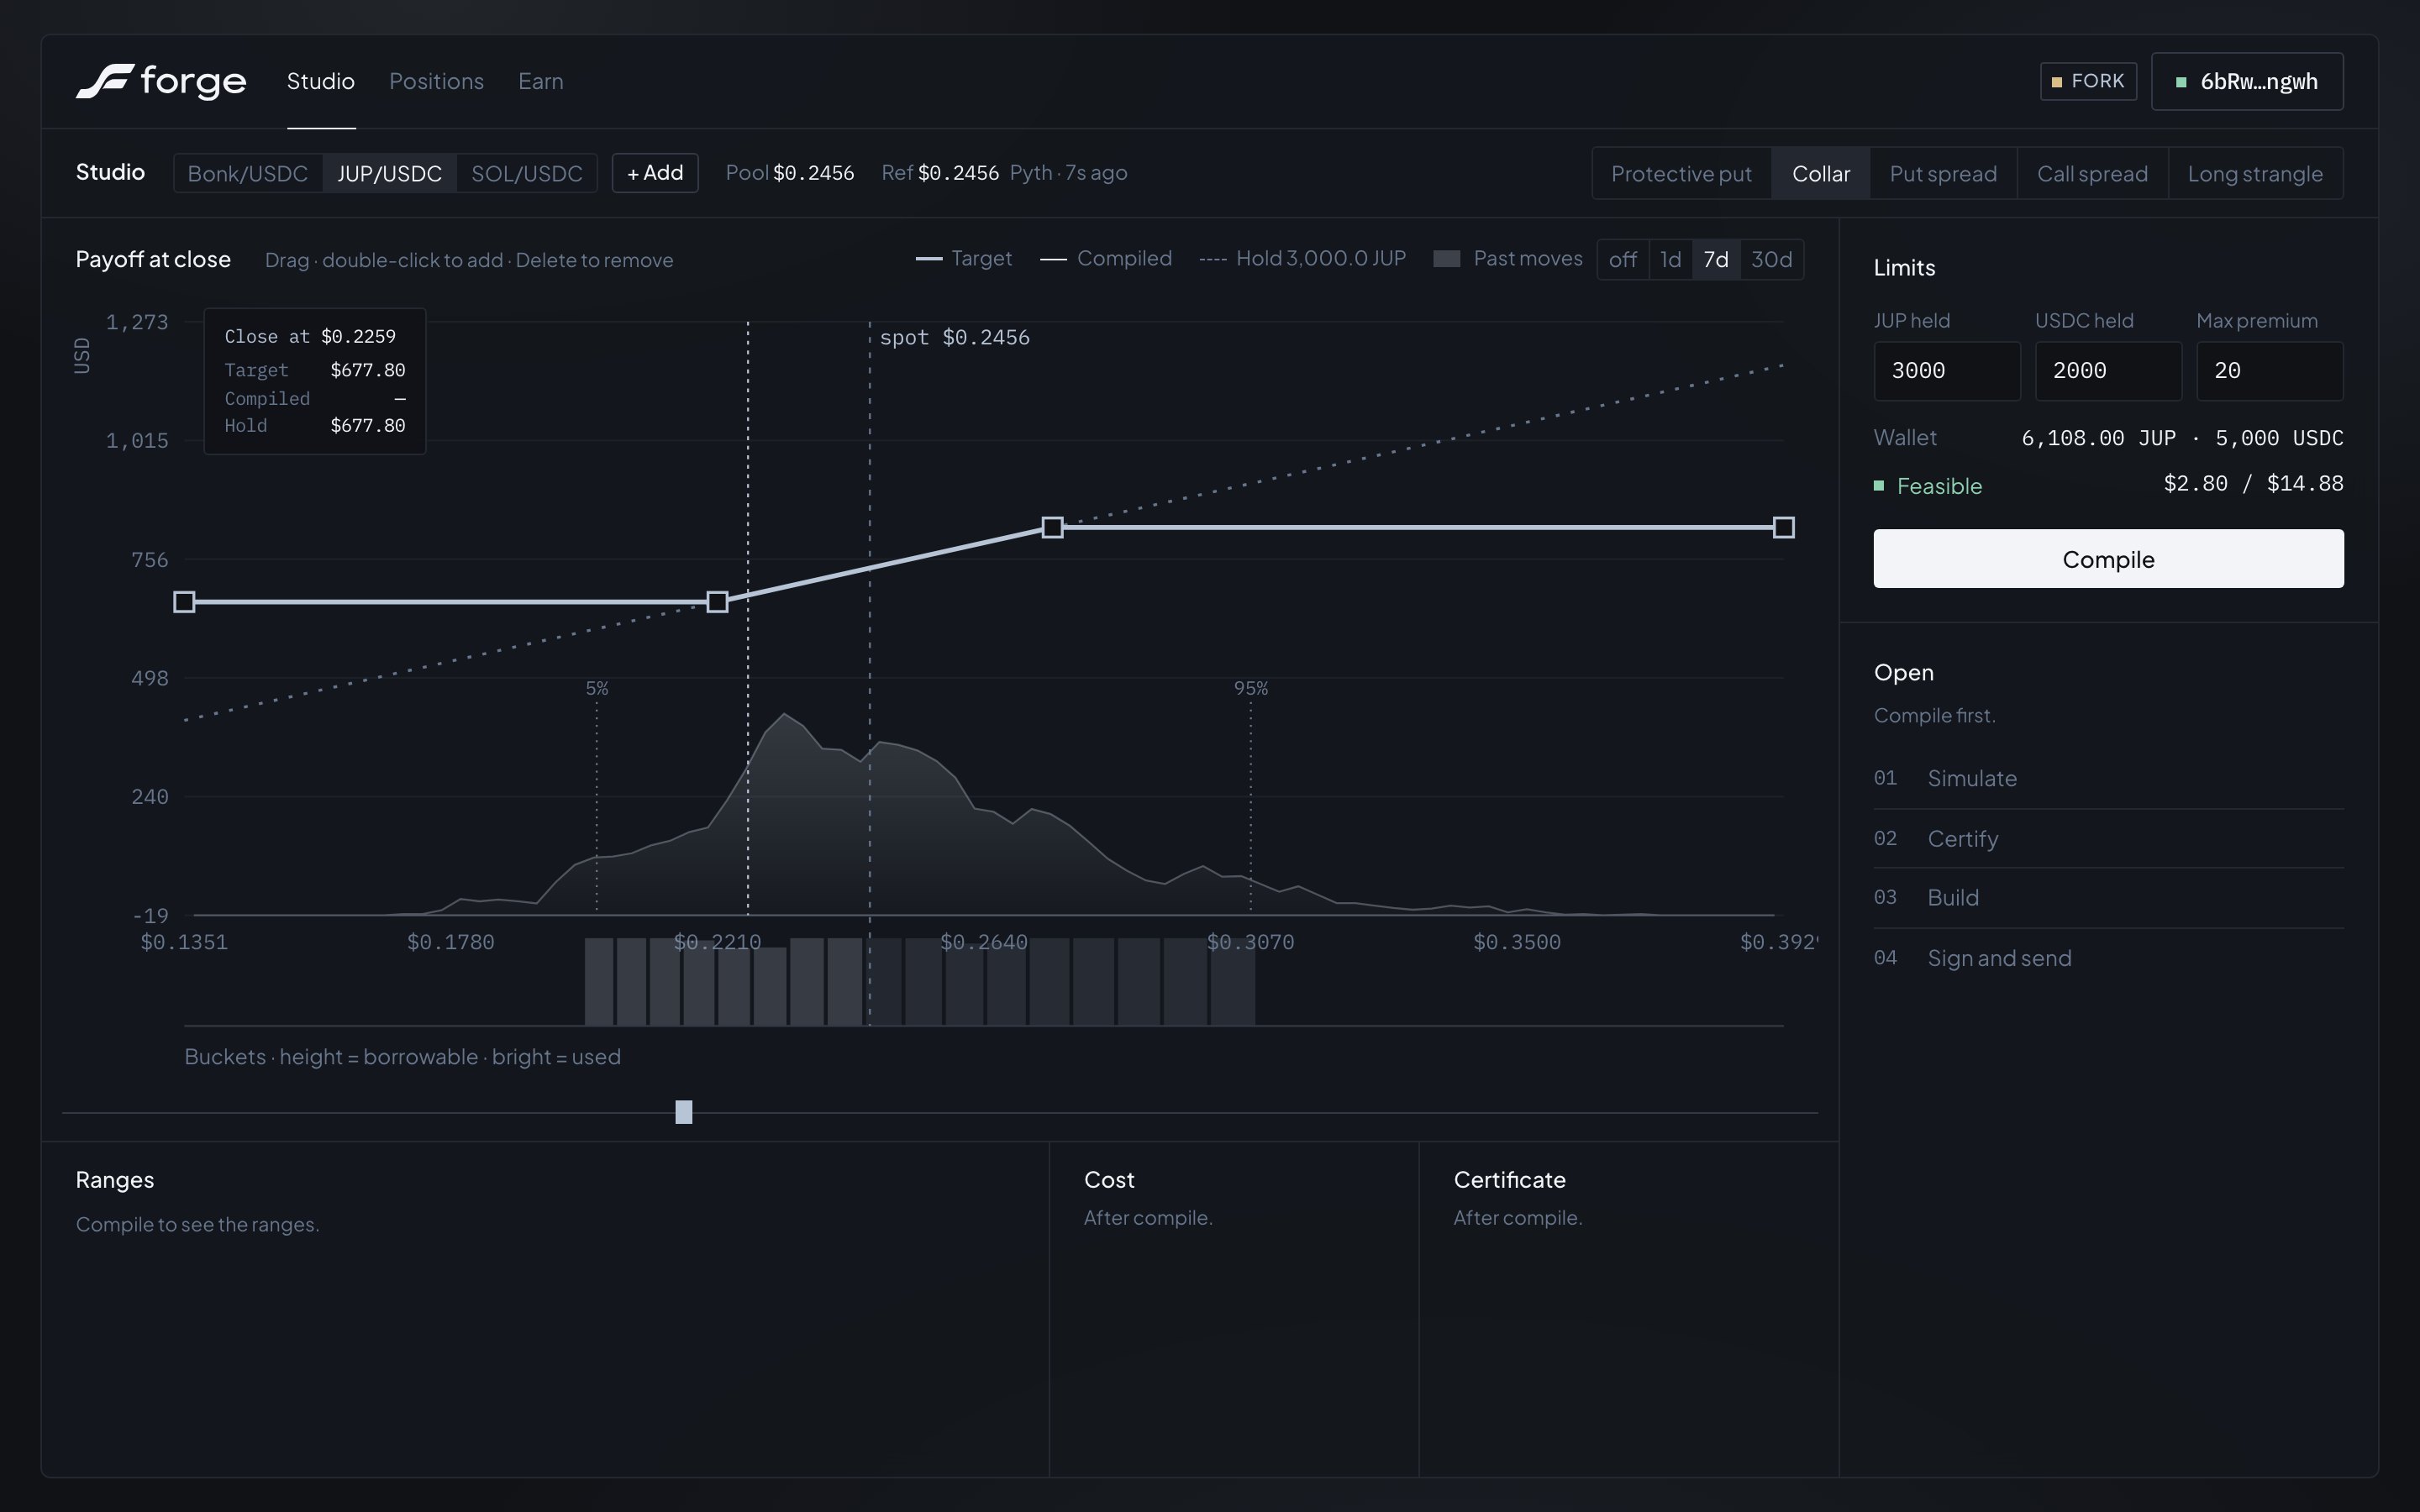 forge
Studio Positions Earn
FORK
6bRw…ngwh
Studio
Bonk/USDC JUP/USDC SOL/USDC + Add
Pool $0.2456 Ref $0.2456 Pyth · 7s ago
Protective put Collar Put spread Call spread Long strangle
Payoff at close Drag · double-click to add · Delete to remove
Target Compiled Hold 3,000.0 JUP Past moves off 1d 7d 30d
USD
1,273
1,015
756
498
240
-19
Close at $0.2259
Target $677.80
Compiled —
Hold $677.80
spot $0.2456
5% 95%
$0.1351 $0.1780 $0.2210 $0.2640 $0.3070 $0.3500 $0.392
Buckets · height = borrowable · bright = used
Limits
JUP held USDC held Max premium
3000 2000 20
Wallet 6,108.00 JUP · 5,000 USDC
Feasible $2.80 / $14.88
Compile
Open
Compile first.
01 Simulate
02 Certify
03 Build
04 Sign and send
Ranges
Compile to see the ranges.
Cost
After compile.
Certificate
After compile.